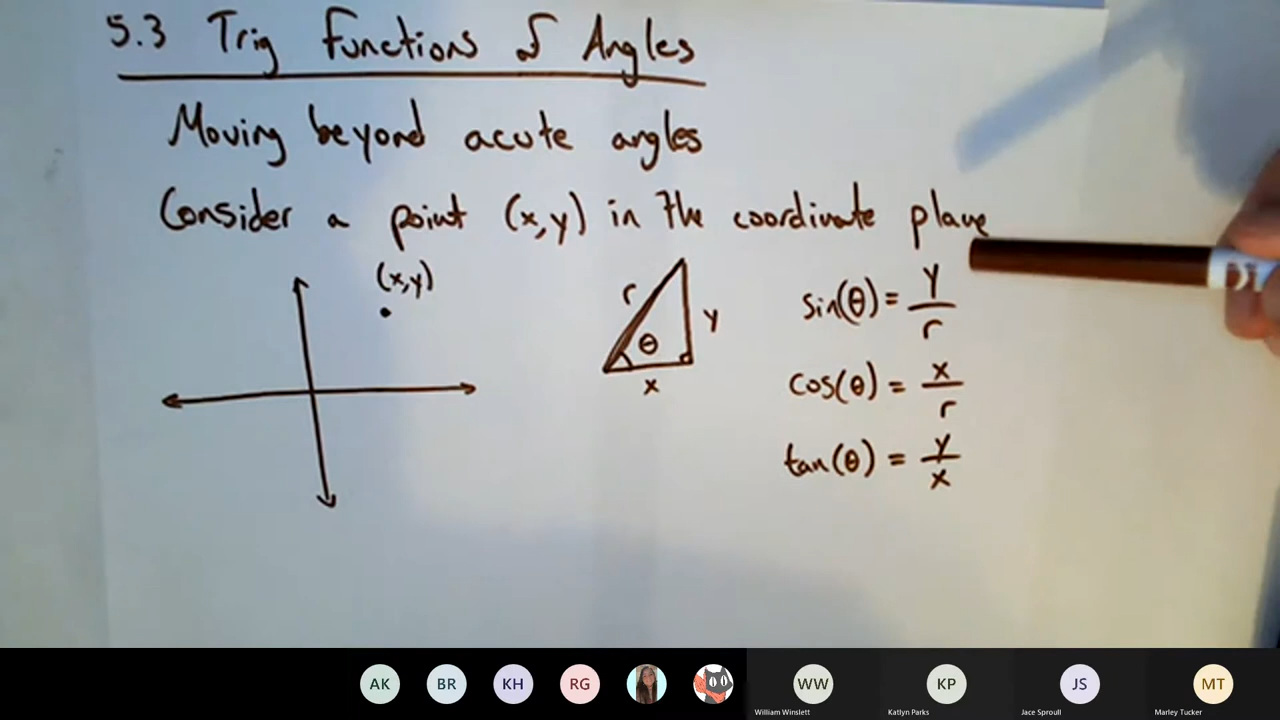 5.3 Trig Functions of Angles
Moving beyond acute angles
Consider a point (x,y) in the coordinate plane
(x,y)
r
θ
y
x
sin(θ) = y/r
cos(θ) = x/r
tan(θ) = y/x
AK BR KH RG WW KP JS MT
William Winslett Katlyn Parks Jace Sproull Marley Tucker